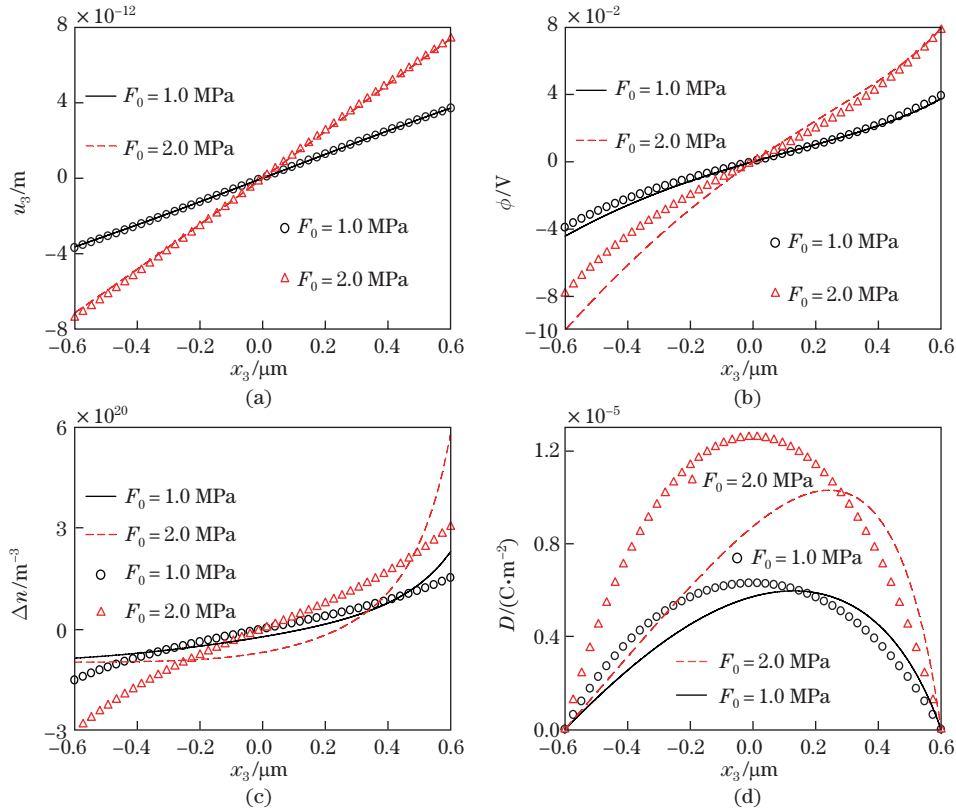 ×10⁻¹²
8
4
0
−4
−8
u₃/m
F₀ = 1.0 MPa
F₀ = 2.0 MPa
F₀ = 1.0 MPa
F₀ = 2.0 MPa
−0.6 −0.4 −0.2 0.0 0.2 0.4 0.6
x₃/μm
(a)
×10⁻²
8
4
0
−4
−8
−10
ϕ/V
F₀ = 1.0 MPa
F₀ = 2.0 MPa
F₀ = 1.0 MPa
F₀ = 2.0 MPa
−0.6 −0.4 −0.2 0.0 0.2 0.4 0.6
x₃/μm
(b)
×10²⁰
6
3
0
−3
Δn/m⁻³
F₀ = 1.0 MPa
F₀ = 2.0 MPa
F₀ = 1.0 MPa
F₀ = 2.0 MPa
−0.6 −0.4 −0.2 0.0 0.2 0.4 0.6
x₃/μm
(c)
×10⁻⁵
1.2
0.8
0.4
0.0
D/(C•m⁻²)
F₀ = 2.0 MPa
F₀ = 1.0 MPa
F₀ = 2.0 MPa
F₀ = 1.0 MPa
−0.6 −0.4 −0.2 0.0 0.2 0.4 0.6
x₃/μm
(d)